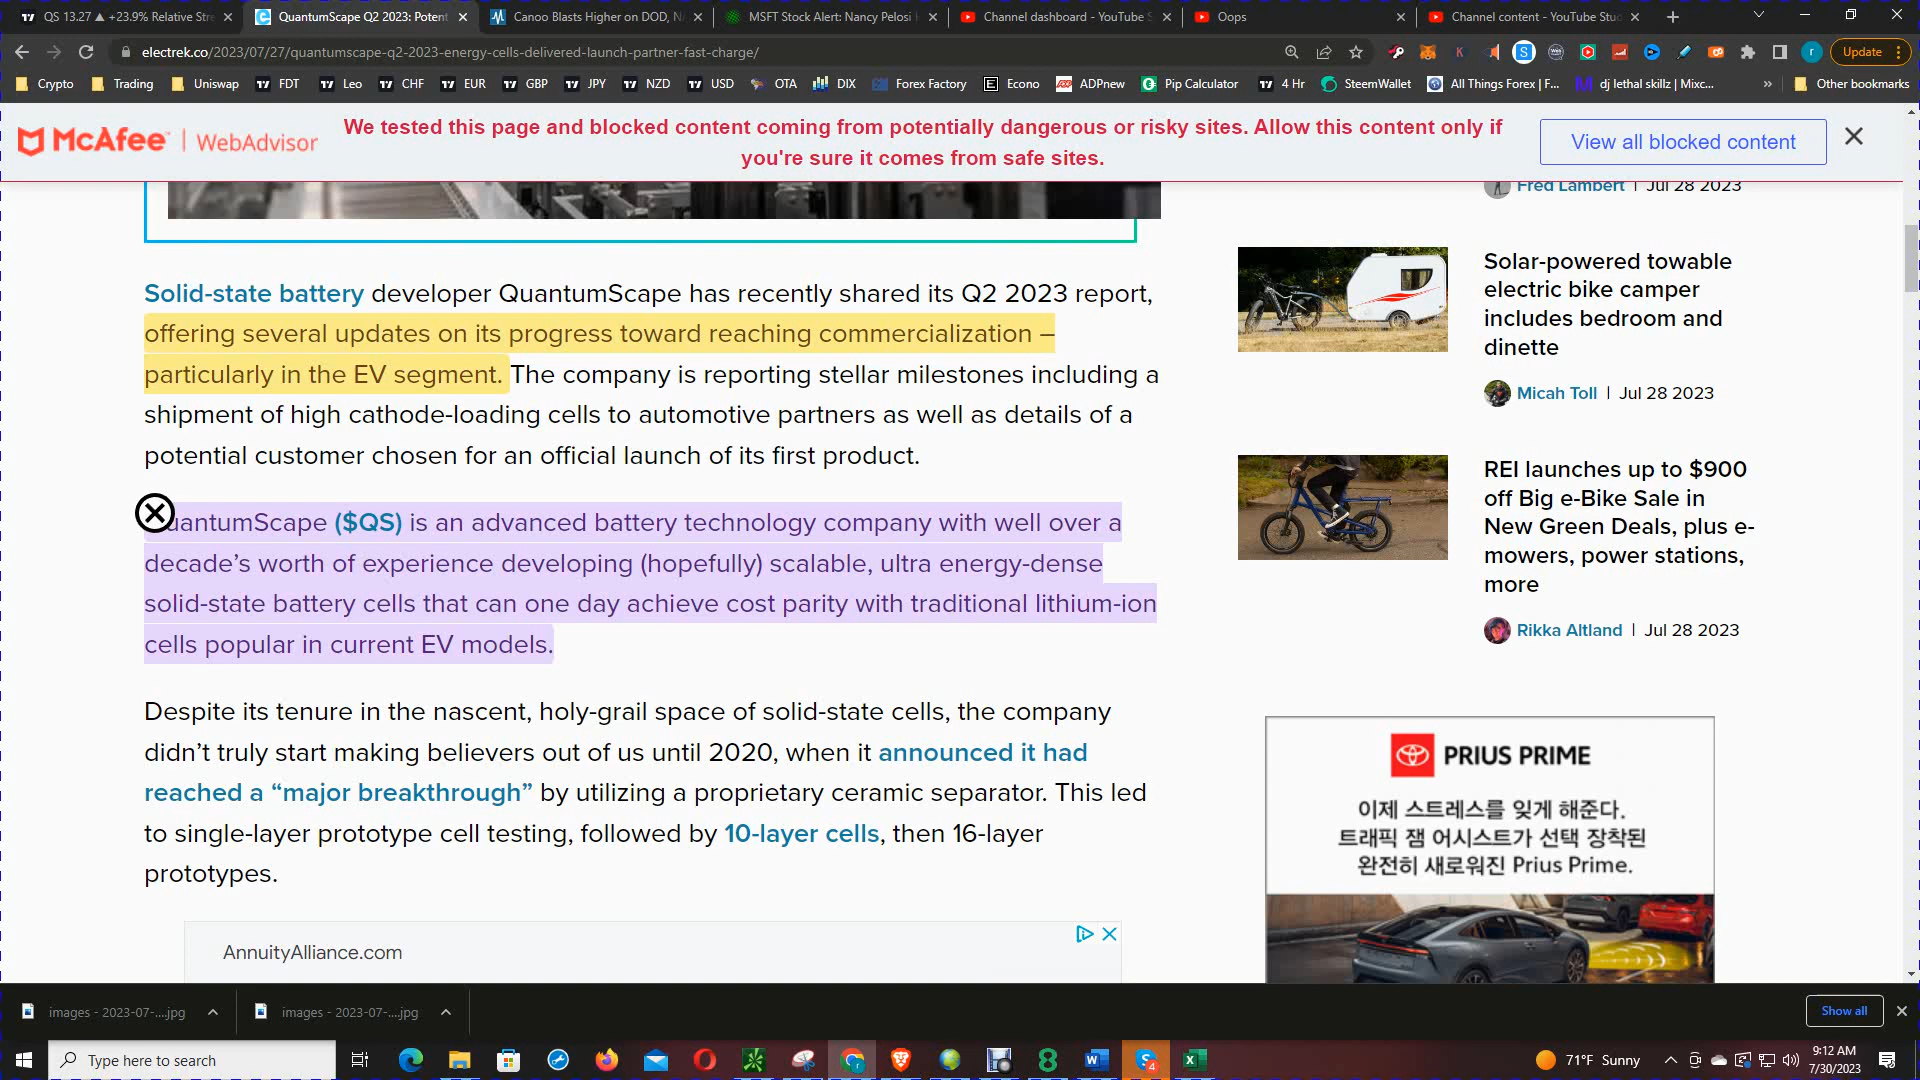 QS 13.27 ▲ +23.9% Relative Stre
QuantumScape Q2 2023: Potent
Canoo Blasts Higher on DOD, N
MSFT Stock Alert: Nancy Pelosi
Channel dashboard - YouTube S
Oops
Channel content - YouTube Stud
electrek.co/2023/07/27/quantumscape-q2-2023-energy-cells-delivered-launch-partner-fast-charge/
Update
Crypto Trading Uniswap FDT Leo CHF EUR GBP JPY NZD USD OTA DIX Forex Factory Econo ADPnew Pip Calculator 4 Hr SteemWallet All Things Forex | F... dj lethal skillz | Mixc... » Other bookmarks
McAfee | WebAdvisor
We tested this page and blocked content coming from potentially dangerous or risky sites. Allow this content only if
you're sure it comes from safe sites.
View all blocked content
Solid-state battery developer QuantumScape has recently shared its Q2 2023 report,
offering several updates on its progress toward reaching commercialization –
particularly in the EV segment. The company is reporting stellar milestones including a
shipment of high cathode-loading cells to automotive partners as well as details of a
potential customer chosen for an official launch of its first product.
uantumScape ($QS) is an advanced battery technology company with well over a
decade’s worth of experience developing (hopefully) scalable, ultra energy-dense
solid-state battery cells that can one day achieve cost parity with traditional lithium-ion
cells popular in current EV models.
Despite its tenure in the nascent, holy-grail space of solid-state cells, the company
didn’t truly start making believers out of us until 2020, when it announced it had
reached a “major breakthrough” by utilizing a proprietary ceramic separator. This led
to single-layer prototype cell testing, followed by 10-layer cells, then 16-layer
prototypes.
AnnuityAlliance.com
Fred Lambert | Jul 28 2023
Solar-powered towable
electric bike camper
includes bedroom and
dinette
Micah Toll | Jul 28 2023
REI launches up to $900
off Big e-Bike Sale in
New Green Deals, plus e-
mowers, power stations,
more
Rikka Altland | Jul 28 2023
PRIUS PRIME
이제 스트레스를 잊게 해준다.
트래픽 잼 어시스트가 선택 장착된
완전히 새로워진 Prius Prime.
images - 2023-07-....jpg
images - 2023-07-....jpg
Show all
Type here to search
71°F Sunny
9:12 AM
7/30/2023